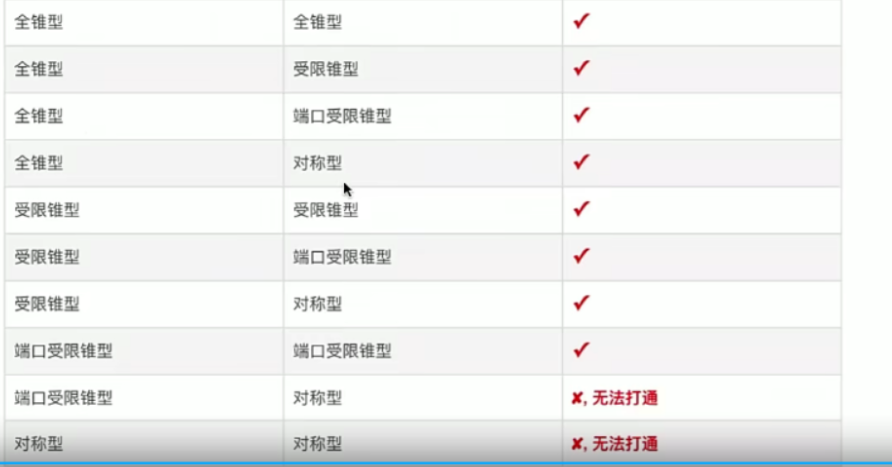 全锥型 全锥型 ✓
全锥型 受限锥型 ✓
全锥型 端口受限锥型 ✓
全锥型 对称型 ✓
受限锥型 受限锥型 ✓
受限锥型 端口受限锥型 ✓
受限锥型 对称型 ✓
端口受限锥型 端口受限锥型 ✓
端口受限锥型 对称型 ✘, 无法打通
对称型 对称型 ✘, 无法打通